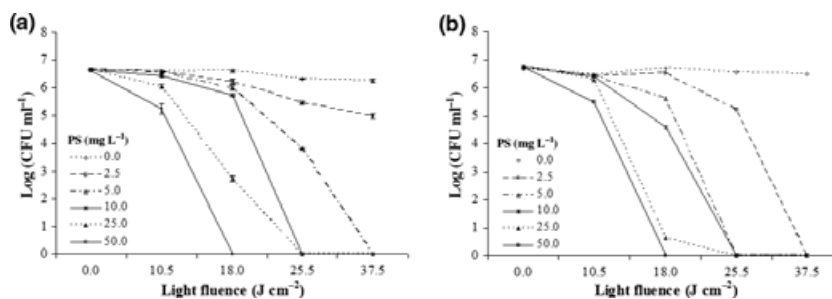 (a)
Log (CFU ml⁻¹)
7
6
5
4
3
2
1
0
PS (mg L⁻¹)
0.0
2.5
5.0
10.0
25.0
50.0
0.0 10.5 18.0 25.5 37.5
Light fluence (J cm⁻²)
(b)
Log (CFU ml⁻¹)
8
7
6
5
4
3
2
1
0
PS (mg L⁻¹)
0.0
2.5
5.0
10.0
25.0
50.0
0.0 10.5 18.0 25.5 37.5
Light fluence (J cm⁻²)